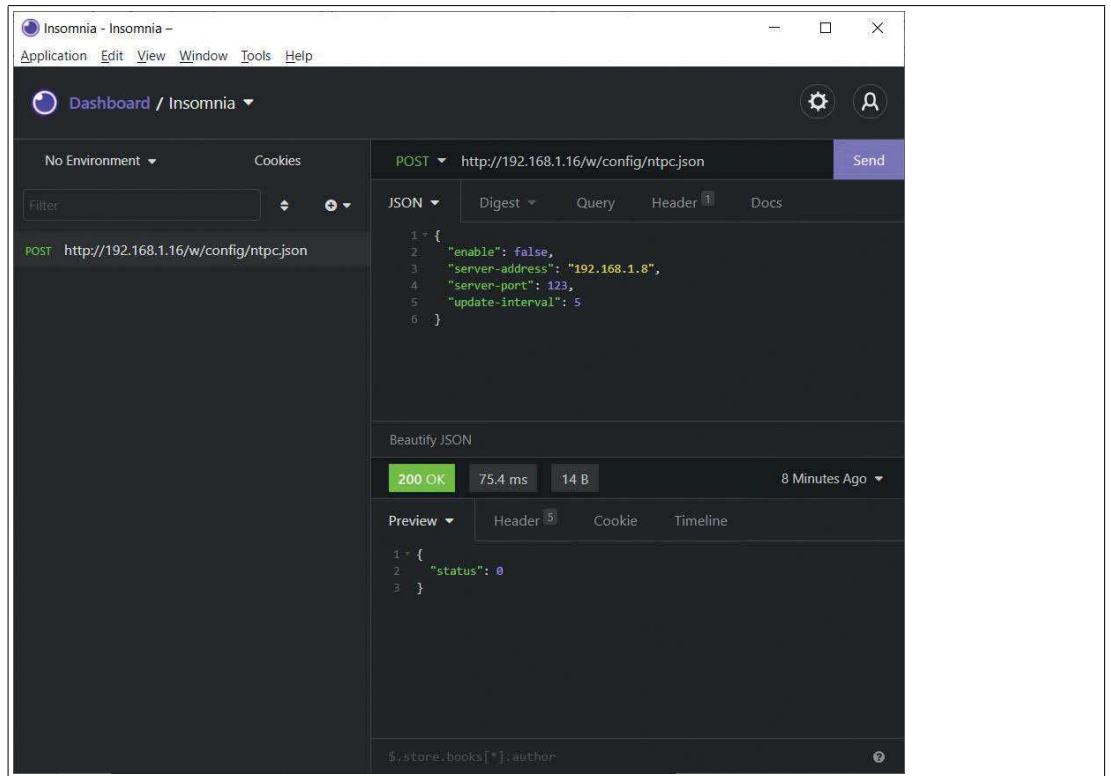 Insomnia - Insomnia –
Application Edit View Window Tools Help
Dashboard / Insomnia
No Environment Cookies
Filter
POST http://192.168.1.16/w/config/ntpc.json
POST http://192.168.1.16/w/config/ntpc.json Send
JSON Digest Query Header 1 Docs
1 {
2 "enable": false,
3 "server-address": "192.168.1.8",
4 "server-port": 123,
5 "update-interval": 5
6 }
Beautify JSON
200 OK 75.4 ms 14 B 8 Minutes Ago
Preview Header 5 Cookie Timeline
1 {
2 "status": 0
3 }
$.store.books[*].author